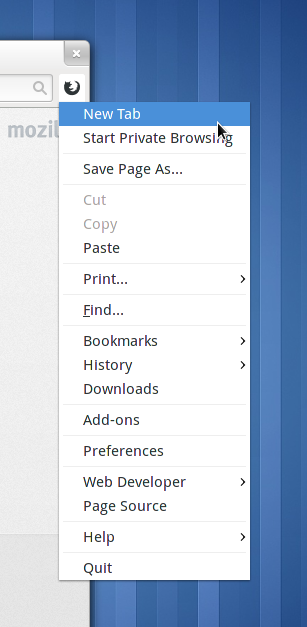 mozil
New Tab
Start Private Browsing
Save Page As...
Cut
Copy
Paste
Print...
Find...
Bookmarks
History
Downloads
Add-ons
Preferences
Web Developer
Page Source
Help
Quit